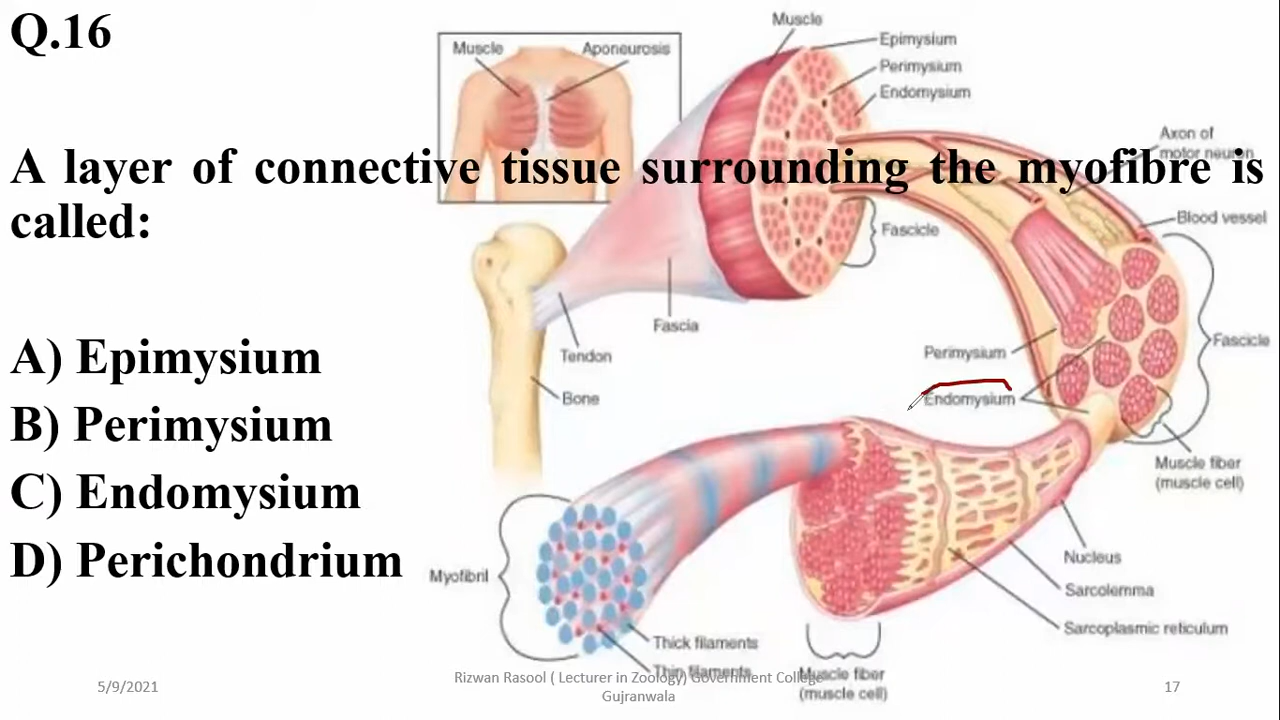 Q.16
Muscle
Muscle
Aponeurosis
Epimysium
Perimysium
Endomysium
Axon of
motor neuron
A layer of connective tissue surrounding the myofibre is
called:
Blood vessel
Fascicle
Fascia
Fascicle
Tendon
Perimysium
A) Epimysium
Bone
Endomysium
B) Perimysium
Muscle fiber
(muscle cell)
C) Endomysium
Nucleus
D) Perichondrium
Myofibril
Sarcolemma
Sarcoplasmic reticulum
Thick filaments
Thin filaments
Muscle fiber
(muscle cell)
5/9/2021
Rizwan Rasool ( Lecturer in Zoology) Government College
Gujranwala
17